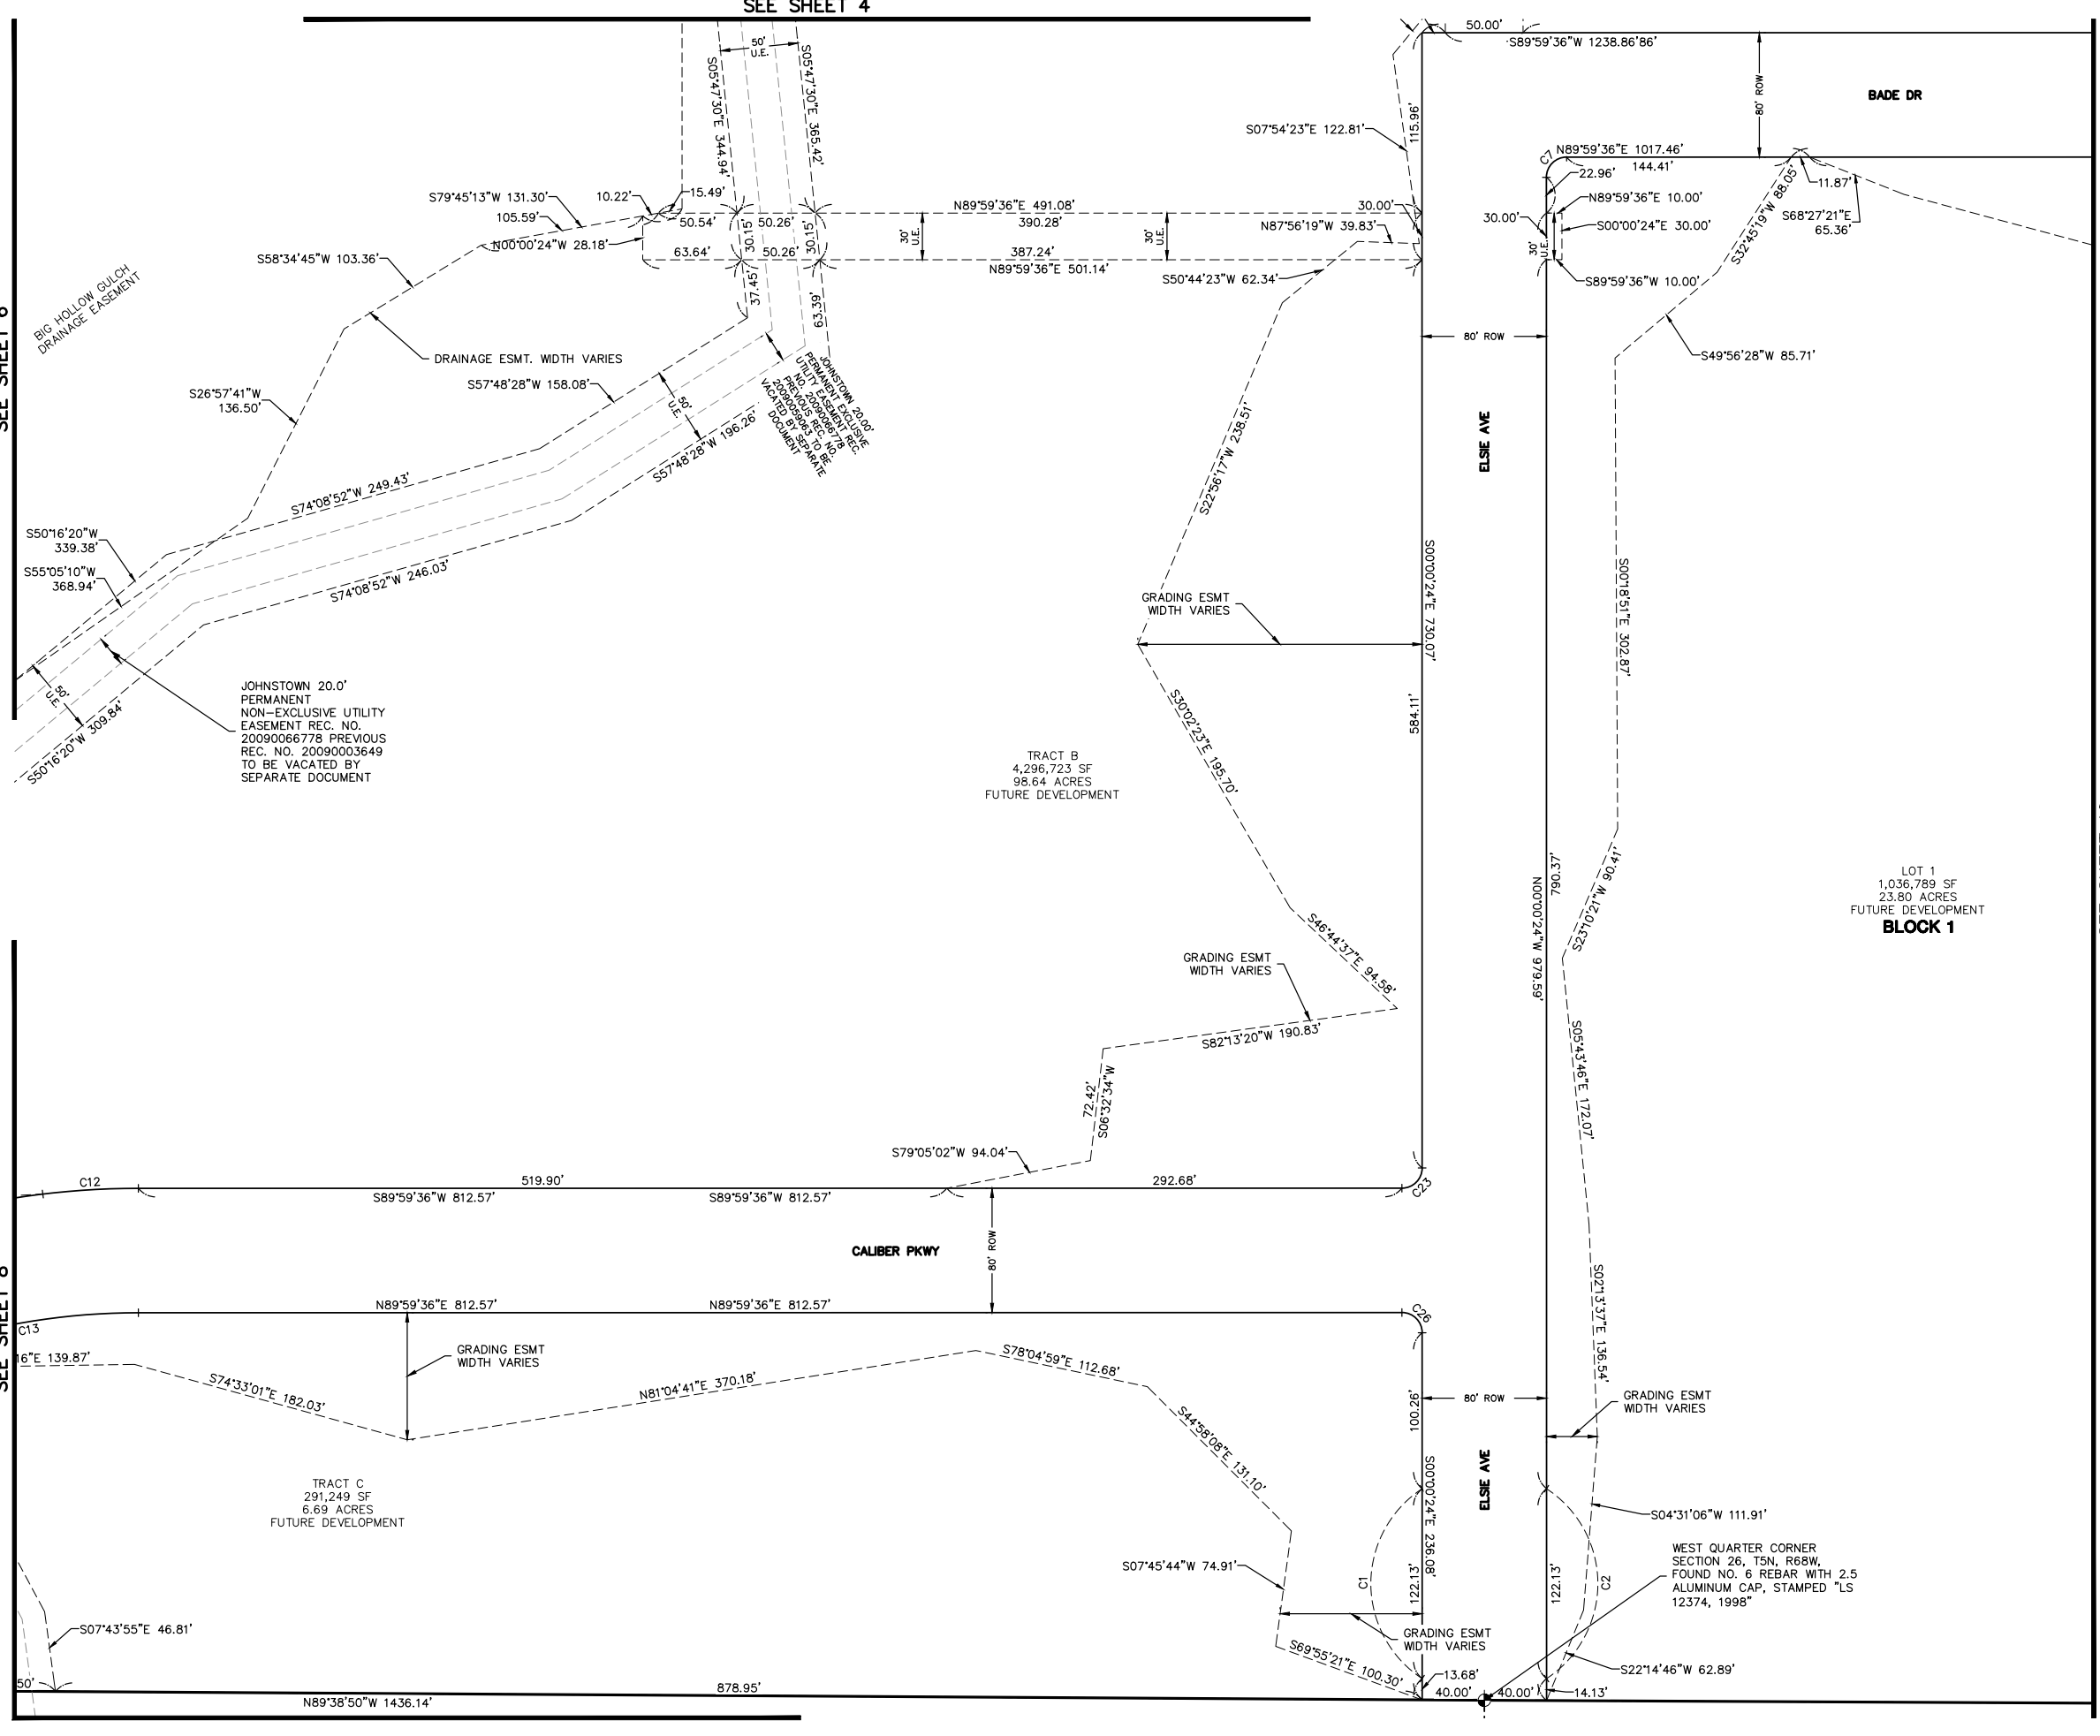 SEE SHEET 4
50.00'
S89°59'36"W 1238.86'86'
80' ROW
BADE DR
50'
U.E.
S05°47'30"E 344.94'
S05°47'30"E 365.42'
115.96'
S07°54'23"E 122.81'
C7
N89°59'36"E 1017.46'
144.41'
22.96'
11.87'
N89°59'36"E 10.00'
S00°00'24"E 30.00'
S89°59'36"W 10.00'
30.00'
30'
U.E.
S32°45'19"W 88.05'
S68°27'21"E
65.36'
S49°56'28"W 85.71'
S79°45'13"W 131.30'
105.59'
10.22'
15.49'
N00°00'24"W 28.18'
50.54'
50.26'
63.64'
50.26'
30.15'
30.15'
37.45'
63.39'
N89°59'36"E 491.08'
390.28'
30'
U.E.
30'
U.E.
387.24'
N89°59'36"E 501.14'
30.00'
N87°56'19"W 39.83'
S50°44'23"W 62.34'
S58°34'45"W 103.36'
BIG HOLLOW GULCH
DRAINAGE EASEMENT
SEE SHEET 6
DRAINAGE ESMT. WIDTH VARIES
S57°48'28"W 158.08'
50'
U.E.
S57°48'28"W 196.26'
JOHNSTOWN 20.00'
PERMANENT EXCLUSIVE
UTILITY EASEMENT REC.
NO. 20090066778
PREVIOUS REC. NO.
20090059063 TO BE
VACATED BY SEPARATE
DOCUMENT
S26°57'41"W
136.50'
80' ROW
ELSIE AVE
S22°56'17"W 238.51'
S74°08'52"W 249.43'
S74°08'52"W 246.03'
S50°16'20"W
339.38'
S55°05'10"W
368.94'
50'
U.E.
S50°16'20"W 309.84'
JOHNSTOWN 20.0'
PERMANENT
NON-EXCLUSIVE UTILITY
EASEMENT REC. NO.
20090066778 PREVIOUS
REC. NO. 20090003649
TO BE VACATED BY
SEPARATE DOCUMENT
GRADING ESMT
WIDTH VARIES
S00°00'24"E 730.07'
584.11'
S00°18'51"E 302.87'
S30°02'23"E 195.70'
TRACT B
4,296,723 SF
98.64 ACRES
FUTURE DEVELOPMENT
790.37'
N00°00'24"W 979.59'
S23°10'21"W 90.41'
LOT 1
1,036,789 SF
23.80 ACRES
FUTURE DEVELOPMENT
BLOCK 1
S46°44'37"E 94.58'
GRADING ESMT
WIDTH VARIES
S82°13'20"W 190.83'
72.42'
S06°32'34"W
S05°43'46"E 172.07'
S79°05'02"W 94.04'
C12
519.90'
292.68'
C23
S89°59'36"W 812.57'
S89°59'36"W 812.57'
CALIBER PKWY
80' ROW
SEE SHEET 8
N89°59'36"E 812.57'
N89°59'36"E 812.57'
C26
C13
16"E 139.87'
GRADING ESMT
WIDTH VARIES
S74°33'01"E 182.03'
N81°04'41"E 370.18'
S78°04'59"E 112.68'
S02°13'37"E 136.54'
S44°58'08"E 131.10'
100.26'
80' ROW
GRADING ESMT
WIDTH VARIES
TRACT C
291,249 SF
6.69 ACRES
FUTURE DEVELOPMENT
S00°00'24"E 236.08'
ELSIE AVE
S04°31'06"W 111.91'
WEST QUARTER CORNER
SECTION 26, T5N, R68W,
FOUND NO. 6 REBAR WITH 2.5
ALUMINUM CAP, STAMPED "LS
12374, 1998"
S07°45'44"W 74.91'
C1
122.13'
122.13'
C2
GRADING ESMT
WIDTH VARIES
S07°43'55"E 46.81'
S69°55'21"E 100.30'
S22°14'46"W 62.89'
13.68'
50'
878.95'
40.00'
40.00'
14.13'
N89°38'50"W 1436.14'